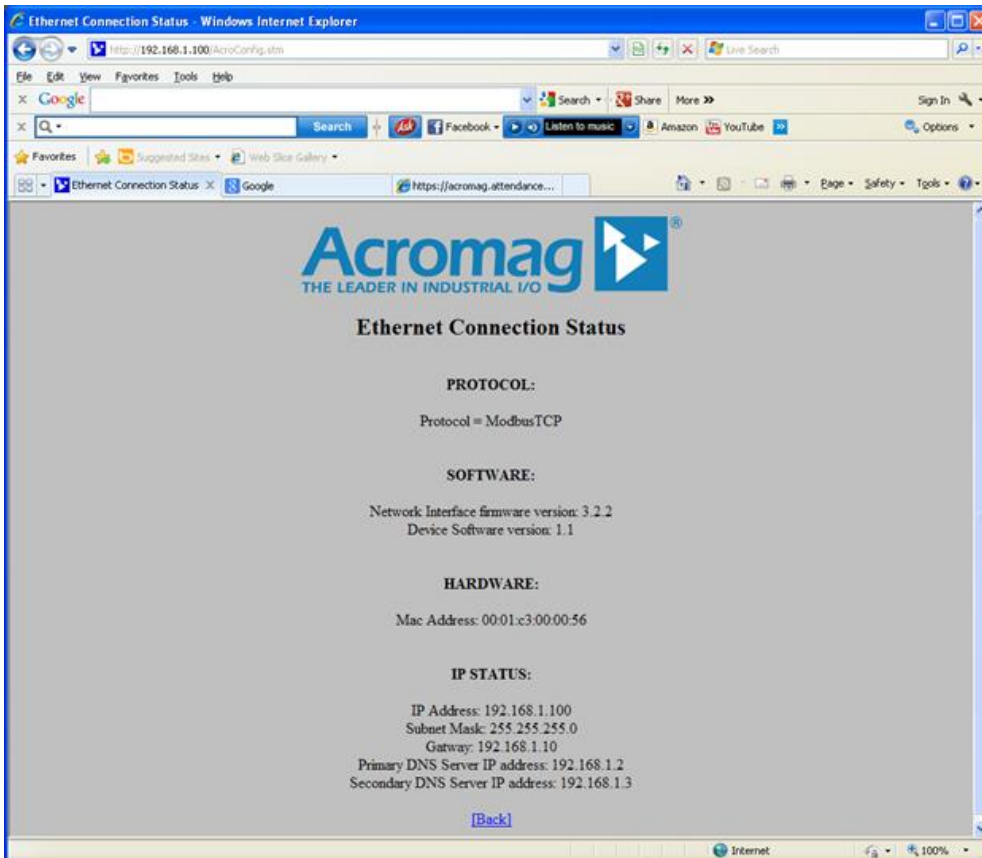 Ethernet Connection Status - Windows Internet Explorer
http://192.168.1.100/AcroConfig.stm
Live Search
File Edit View Favorites Tools Help
x Google Search Share More >> Sign In
x Search Facebook Listen to music Amazon YouTube Options
Favorites Suggested Sites Web Slice Gallery
Ethernet Connection Status X Google https://acromag.attendance... Page Safety Tools
Acromag ®
THE LEADER IN INDUSTRIAL I/O
Ethernet Connection Status
PROTOCOL:
Protocol = ModbusTCP
SOFTWARE:
Network Interface firmware version: 3.2.2
Device Software version: 1.1
HARDWARE:
Mac Address: 00:01:c3:00:00:56
IP STATUS:
IP Address: 192.168.1.100
Subnet Mask: 255.255.255.0
Gatway: 192.168.1.10
Primary DNS Server IP address: 192.168.1.2
Secondary DNS Server IP address: 192.168.1.3
[Back]
Internet 100%